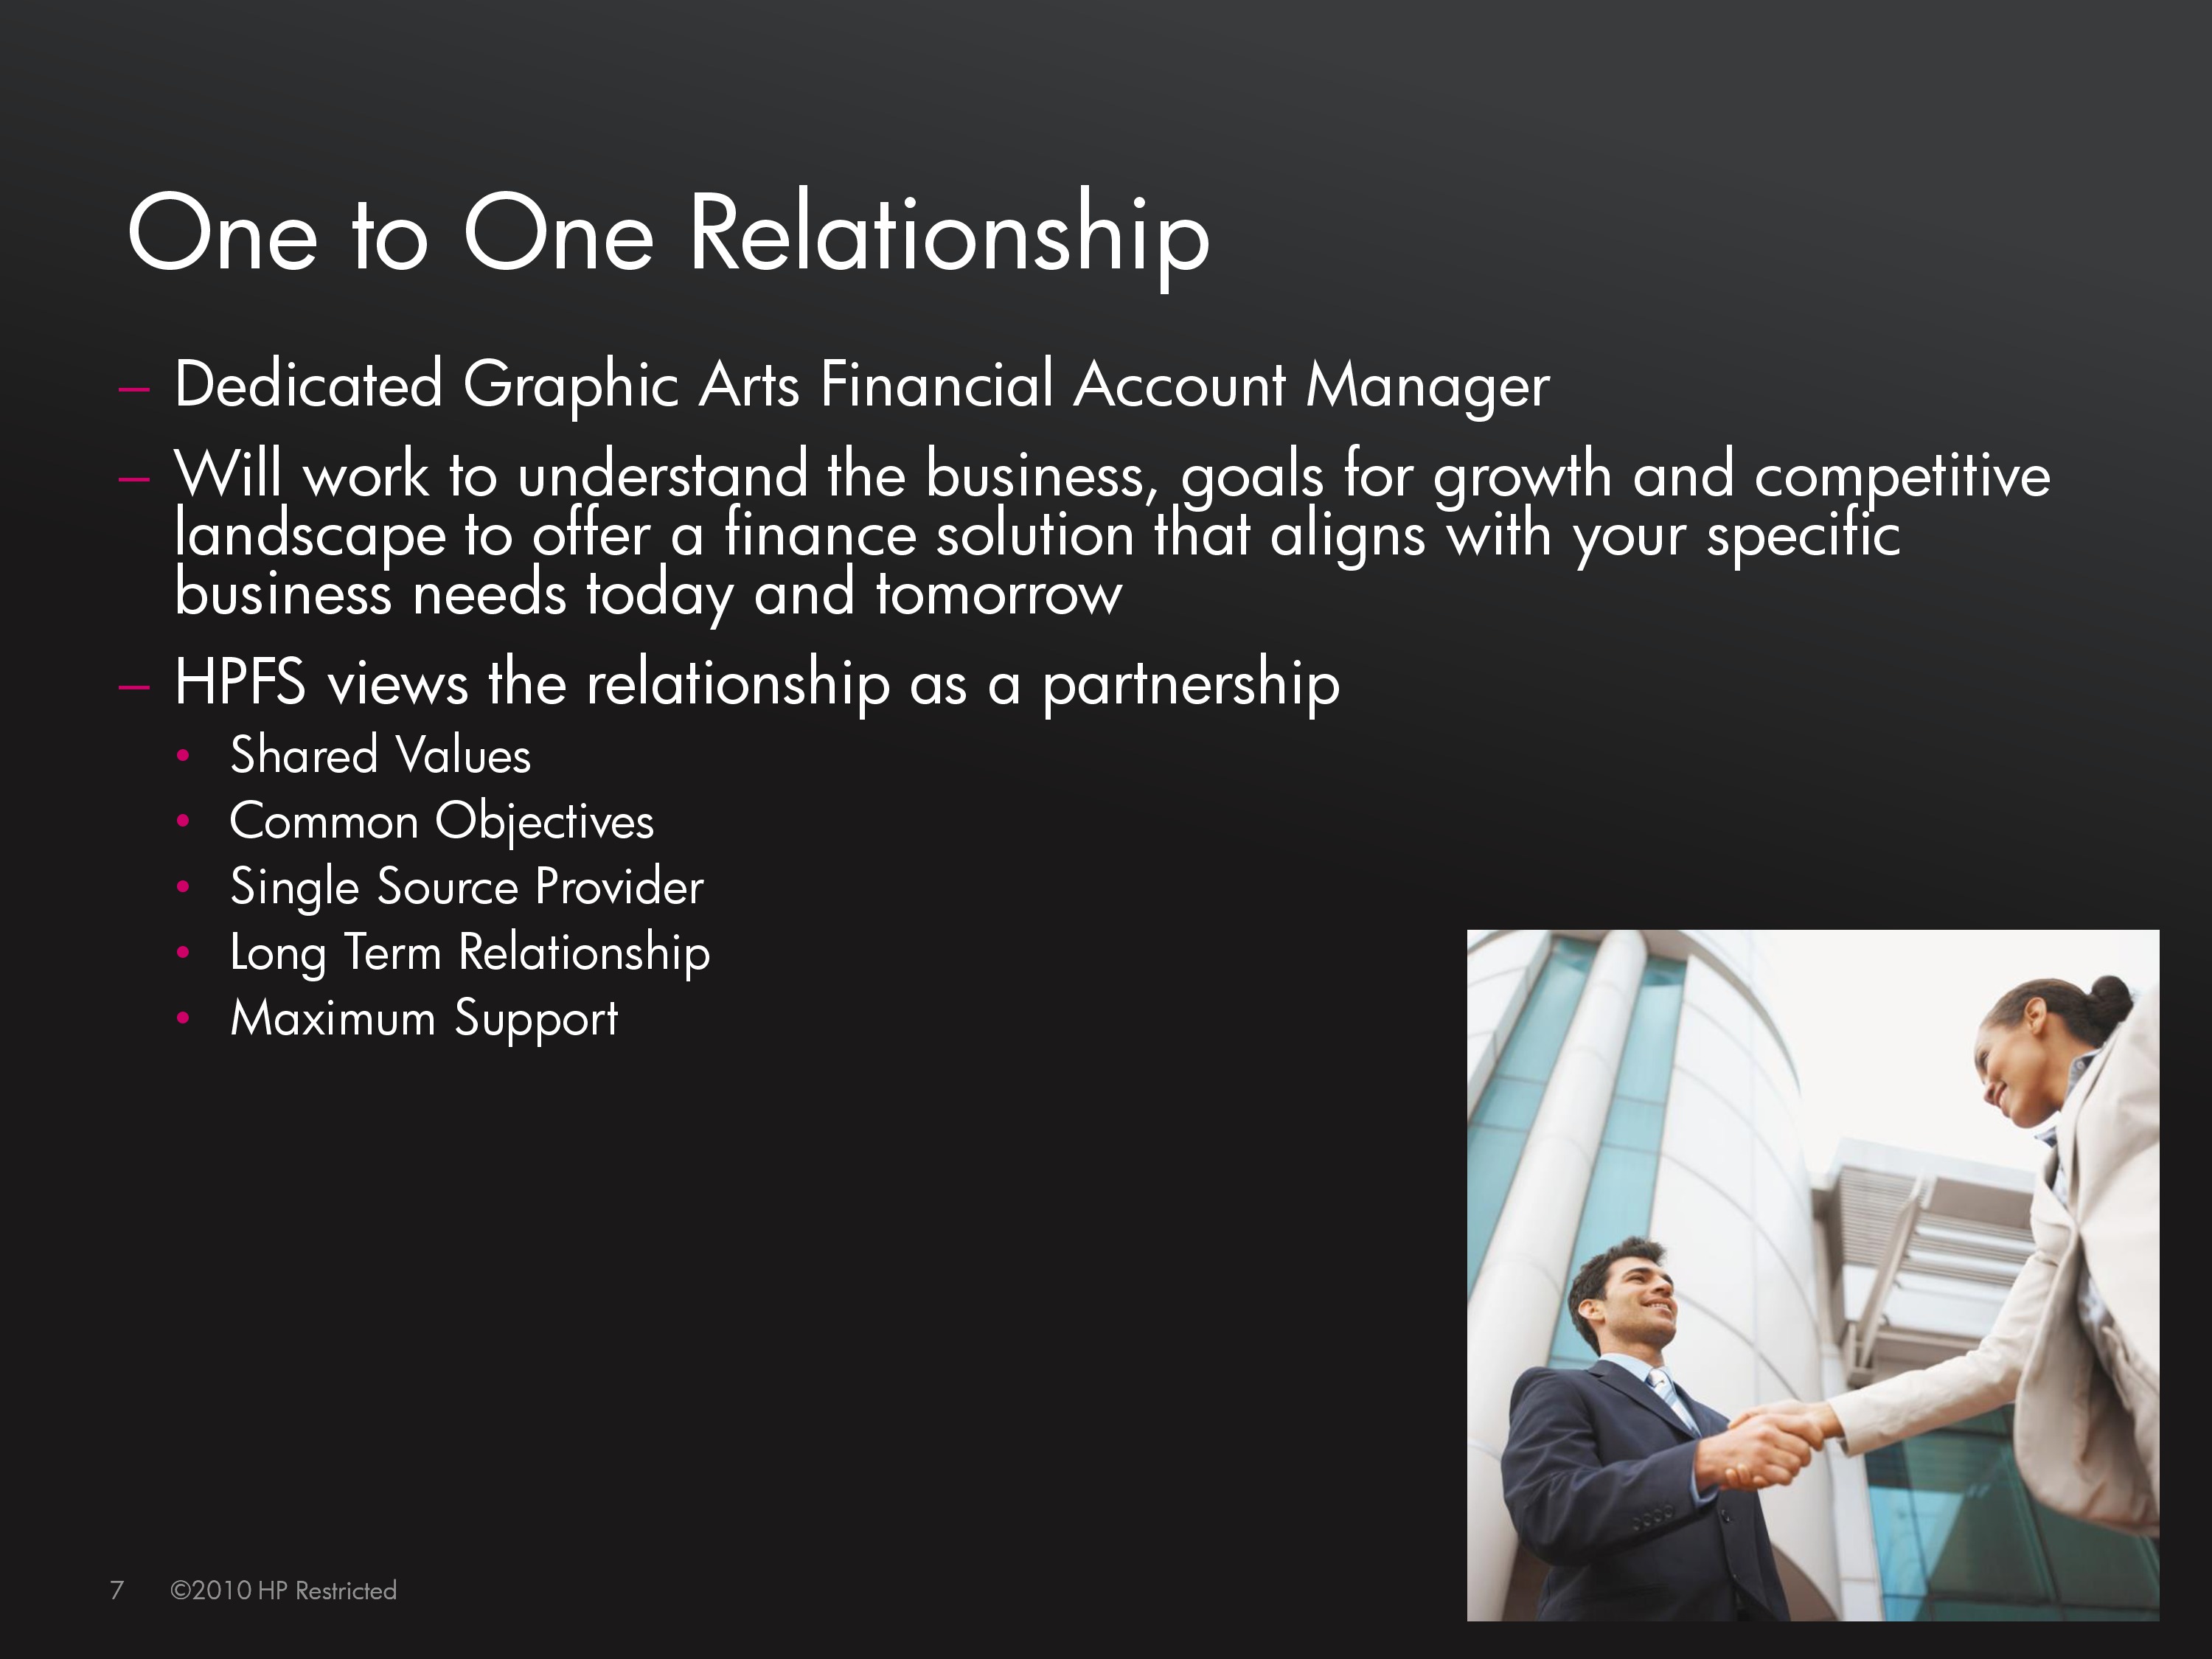 One to One Relationship
– Dedicated Graphic Arts Financial Account Manager
– Will work to understand the business, goals for growth and competitive
landscape to offer a finance solution that aligns with your specific
business needs today and tomorrow
– HPFS views the relationship as a partnership
• Shared Values
• Common Objectives
• Single Source Provider
• Long Term Relationship
• Maximum Support
7 ©2010 HP Restricted